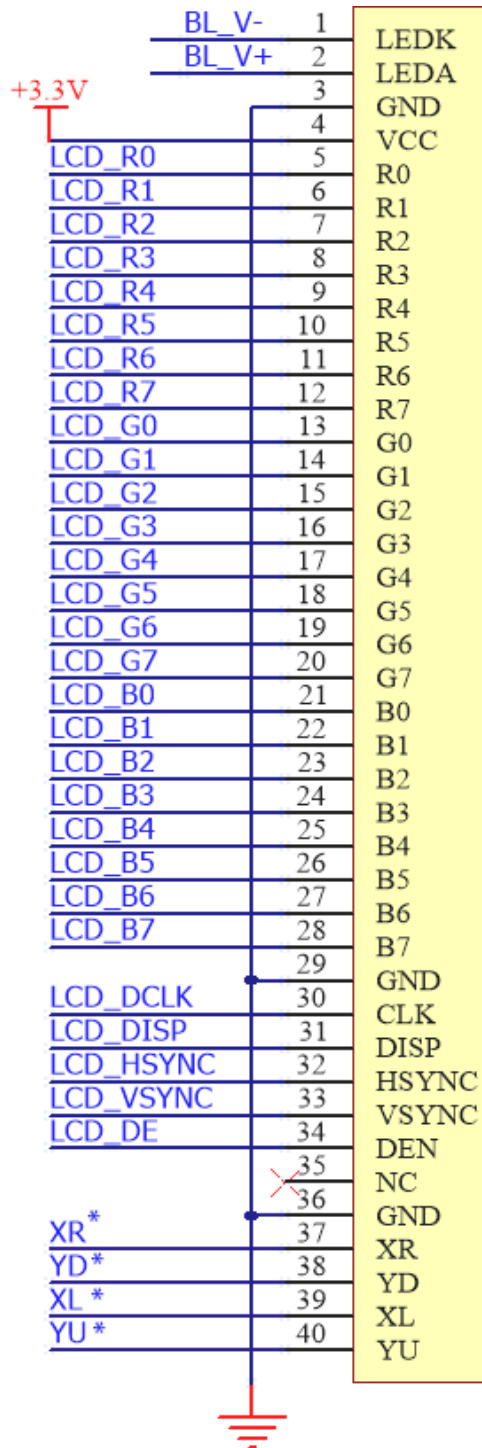 BL_V- 1 LEDK
BL_V+ 2 LEDA
+3.3V 3 GND
4 VCC
LCD_R0 5 R0
LCD_R1 6 R1
LCD_R2 7 R2
LCD_R3 8 R3
LCD_R4 9 R4
LCD_R5 10 R5
LCD_R6 11 R6
LCD_R7 12 R7
LCD_G0 13 G0
LCD_G1 14 G1
LCD_G2 15 G2
LCD_G3 16 G3
LCD_G4 17 G4
LCD_G5 18 G5
LCD_G6 19 G6
LCD_G7 20 G7
LCD_B0 21 B0
LCD_B1 22 B1
LCD_B2 23 B2
LCD_B3 24 B3
LCD_B4 25 B4
LCD_B5 26 B5
LCD_B6 27 B6
LCD_B7 28 B7
29 GND
LCD_DCLK 30 CLK
LCD_DISP 31 DISP
LCD_HSYNC 32 HSYNC
LCD_VSYNC 33 VSYNC
LCD_DE 34 DEN
35 NC
36 GND
XR* 37 XR
YD* 38 YD
XL* 39 XL
YU* 40 YU